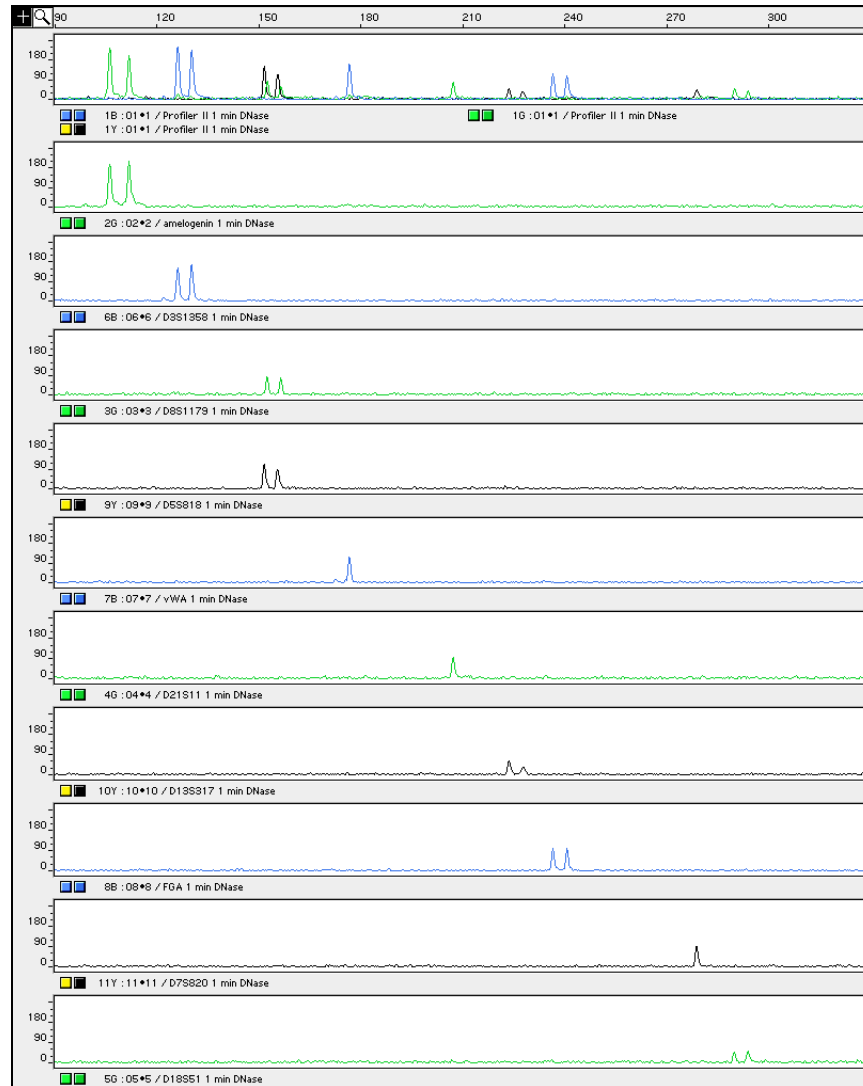 90 120 150 180 210 240 270 300
180
90
0
1B : 01•1 / Profiler II 1 min DNase 1G : 01•1 / Profiler II 1 min DNase
1Y : 01•1 / Profiler II 1 min DNase
180
90
0
2G : 02•2 / amelogenin 1 min DNase
180
90
0
6B : 06•6 / D3S1358 1 min DNase
180
90
0
3G : 03•3 / D8S1179 1 min DNase
180
90
0
9Y : 09•9 / D5S818 1 min DNase
180
90
0
7B : 07•7 / vWA 1 min DNase
180
90
0
4G : 04•4 / D21S11 1 min DNase
180
90
0
10Y : 10•10 / D13S317 1 min DNase
180
90
0
8B : 08•8 / FGA 1 min DNase
180
90
0
11Y : 11•11 / D7S820 1 min DNase
180
90
0
5G : 05•5 / D18S51 1 min DNase